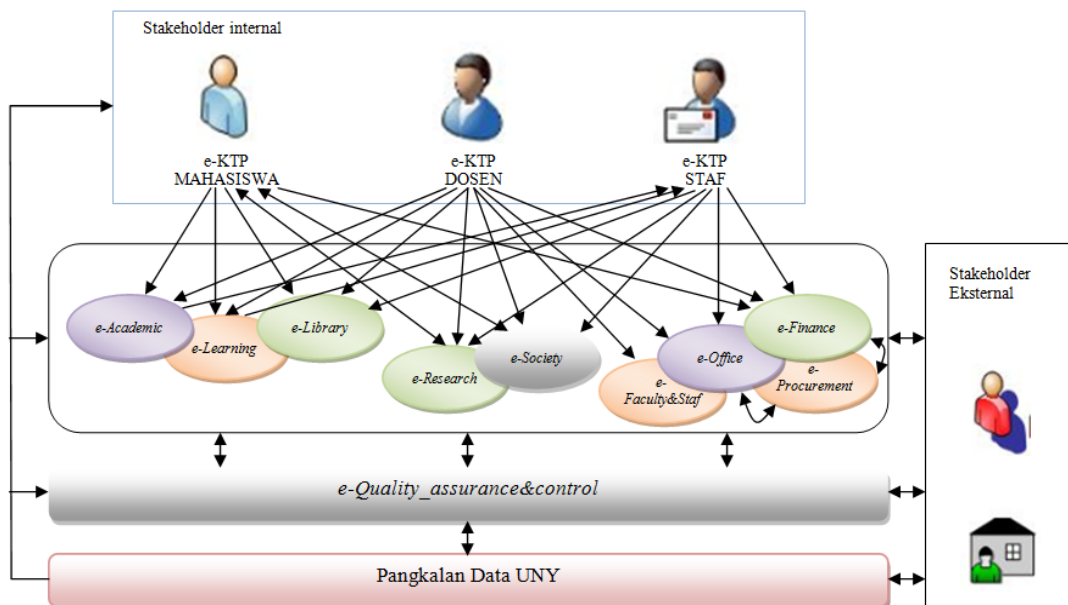 Stakeholder internal
e-KTP
MAHASISWA
e-KTP
DOSEN
e-KTP
STAF
Stakeholder
Eksternal
e-Academic
e-Learning
e-Library
e-Research
e-Society
e-Finance
e-Office
e-
Procurement
e-
Faculty&Staf
e-Quality_assurance&control
Pangkalan Data UNY